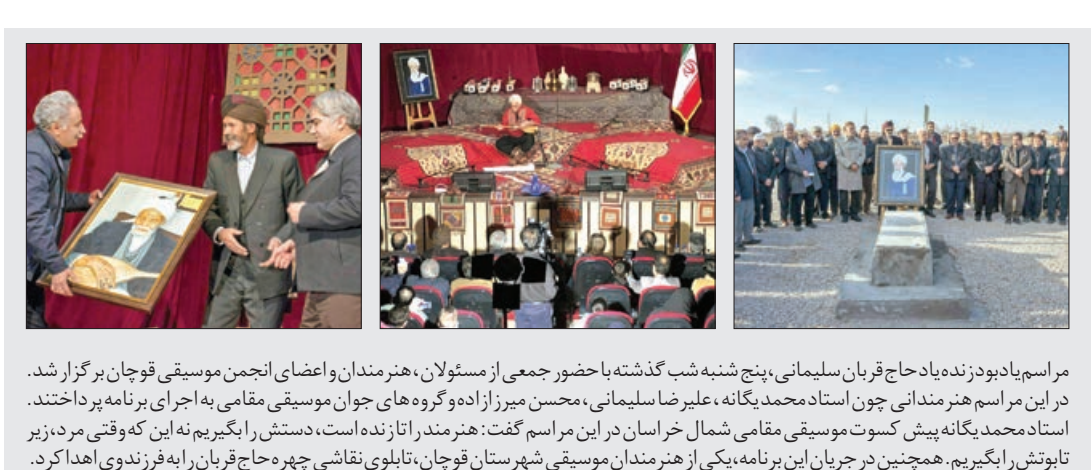 مراسم یادبود زنده یاد حاج قربان سلیمانی، پنج شنبه شب گذشته با حضور جمعی از مسئولان، هنرمندان و اعضای انجمن موسیقی قوچان برگزار شد.
در این مراسم هنرمندانی چون استاد محمد یگانه، علیرضا سلیمانی، محسن میرزازاده و گروه های جوان موسیقی مقامی به اجرای برنامه پرداختند.
استاد محمد یگانه پیش کسوت موسیقی مقامی شمال خراسان در این مراسم گفت: هنرمند را تا زنده است، دستش را بگیریم نه این که وقتی مرد، زیر
تابوتش را بگیریم. همچنین در جریان این برنامه، یکی از هنرمندان موسیقی شهرستان قوچان، تابلوی نقاشی چهره حاج قربان را به فرزند وی اهدا کرد.